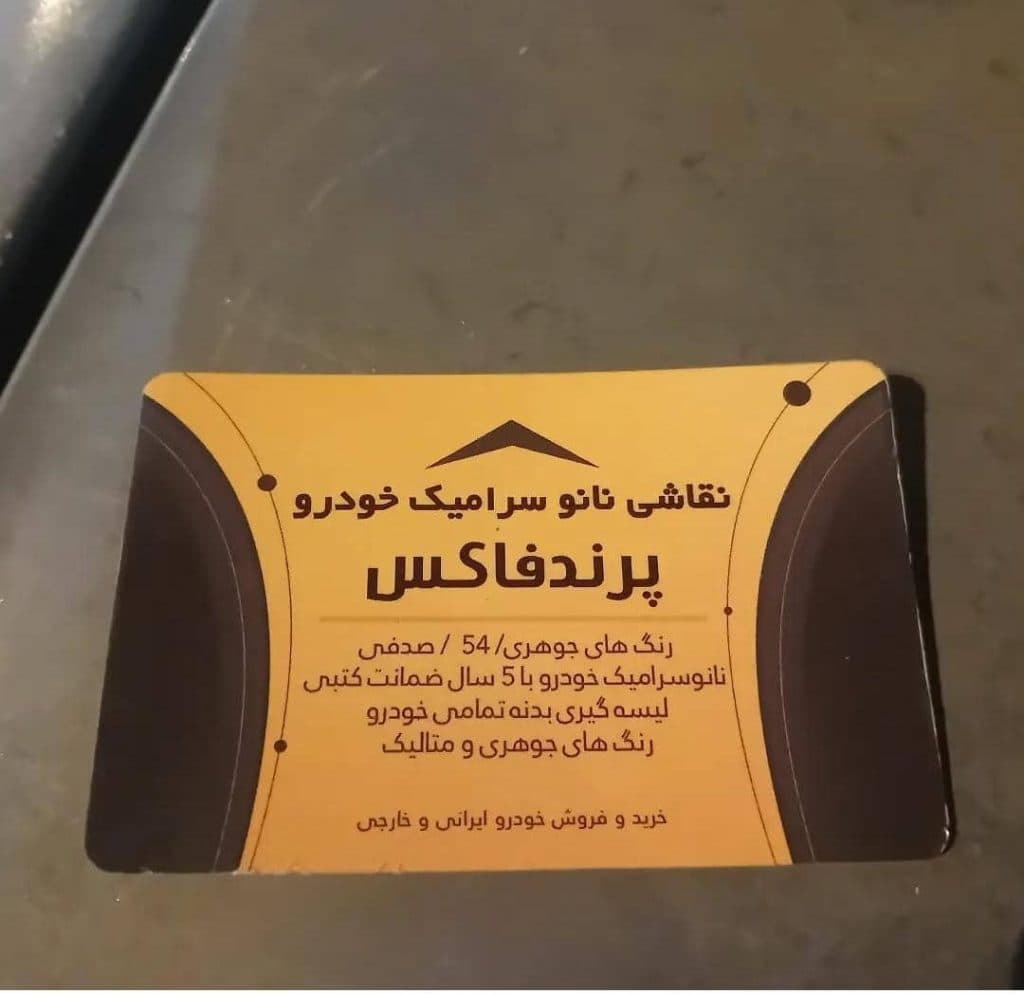 نقاشی نانو سرامیک خودرو
پرندفاکس
رنگ های جوهری/ 54 / صدفی
نانوسرامیک خودرو با 5 سال ضمانت کتبی
لیسه گیری بدنه تمامی خودرو
رنگ های جوهری و متالیک
خرید و فروش خودرو ایرانی و خارجی